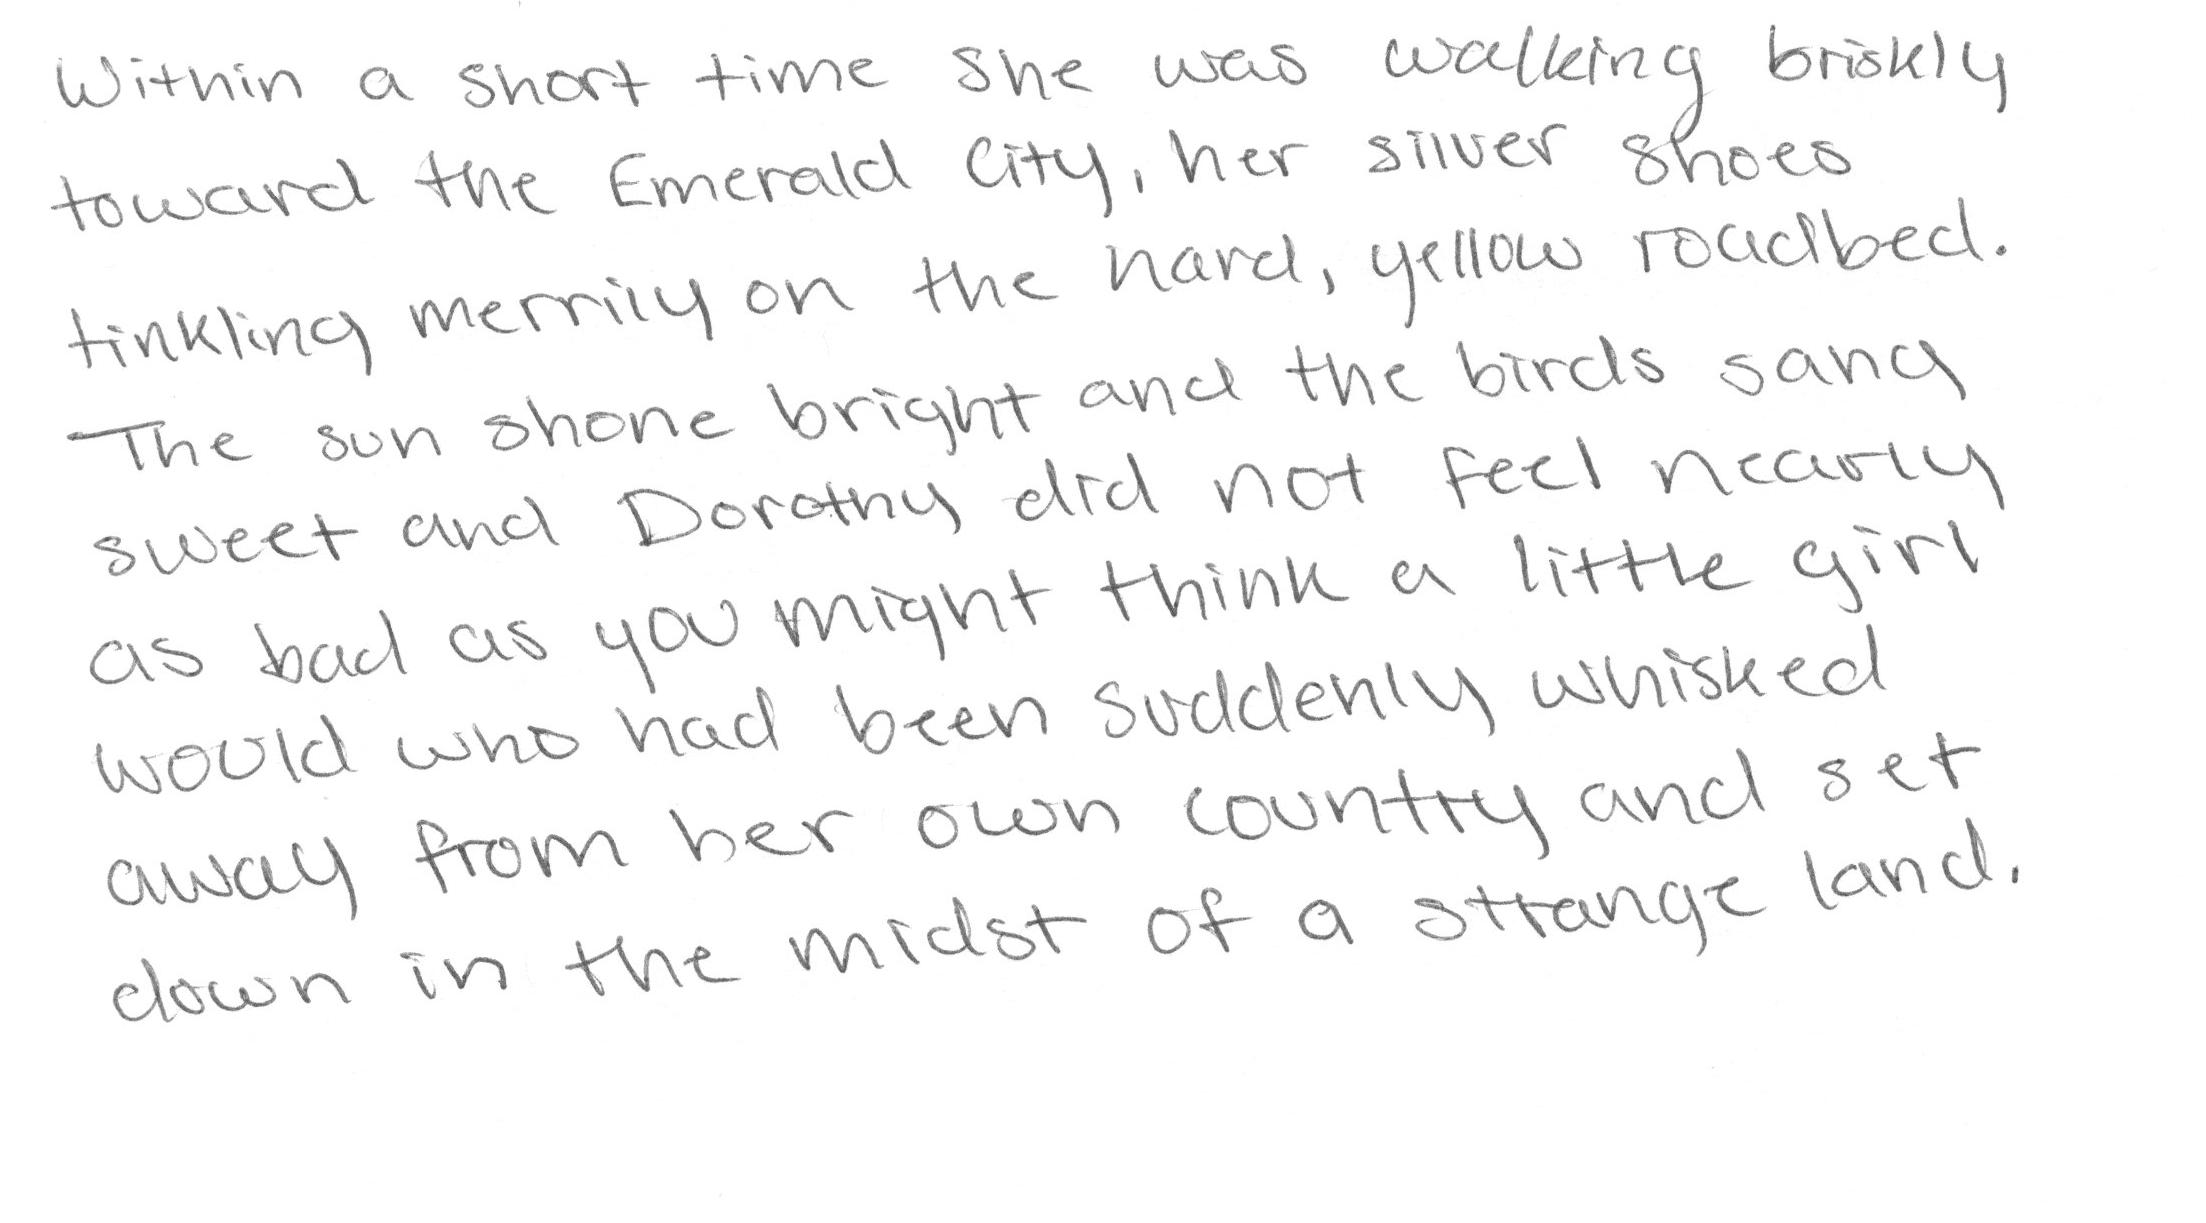 Within a short time she was walking briskly
toward the Emerald City, her silver shoes
tinkling merrily on the hard, yellow roadbed.
The sun shone bright and the birds sang
sweet and Dorothy did not feel nearly
as bad as you might think a little girl
would who had been suddenly whisked
away from her own country and set
down in the midst of a strange land.